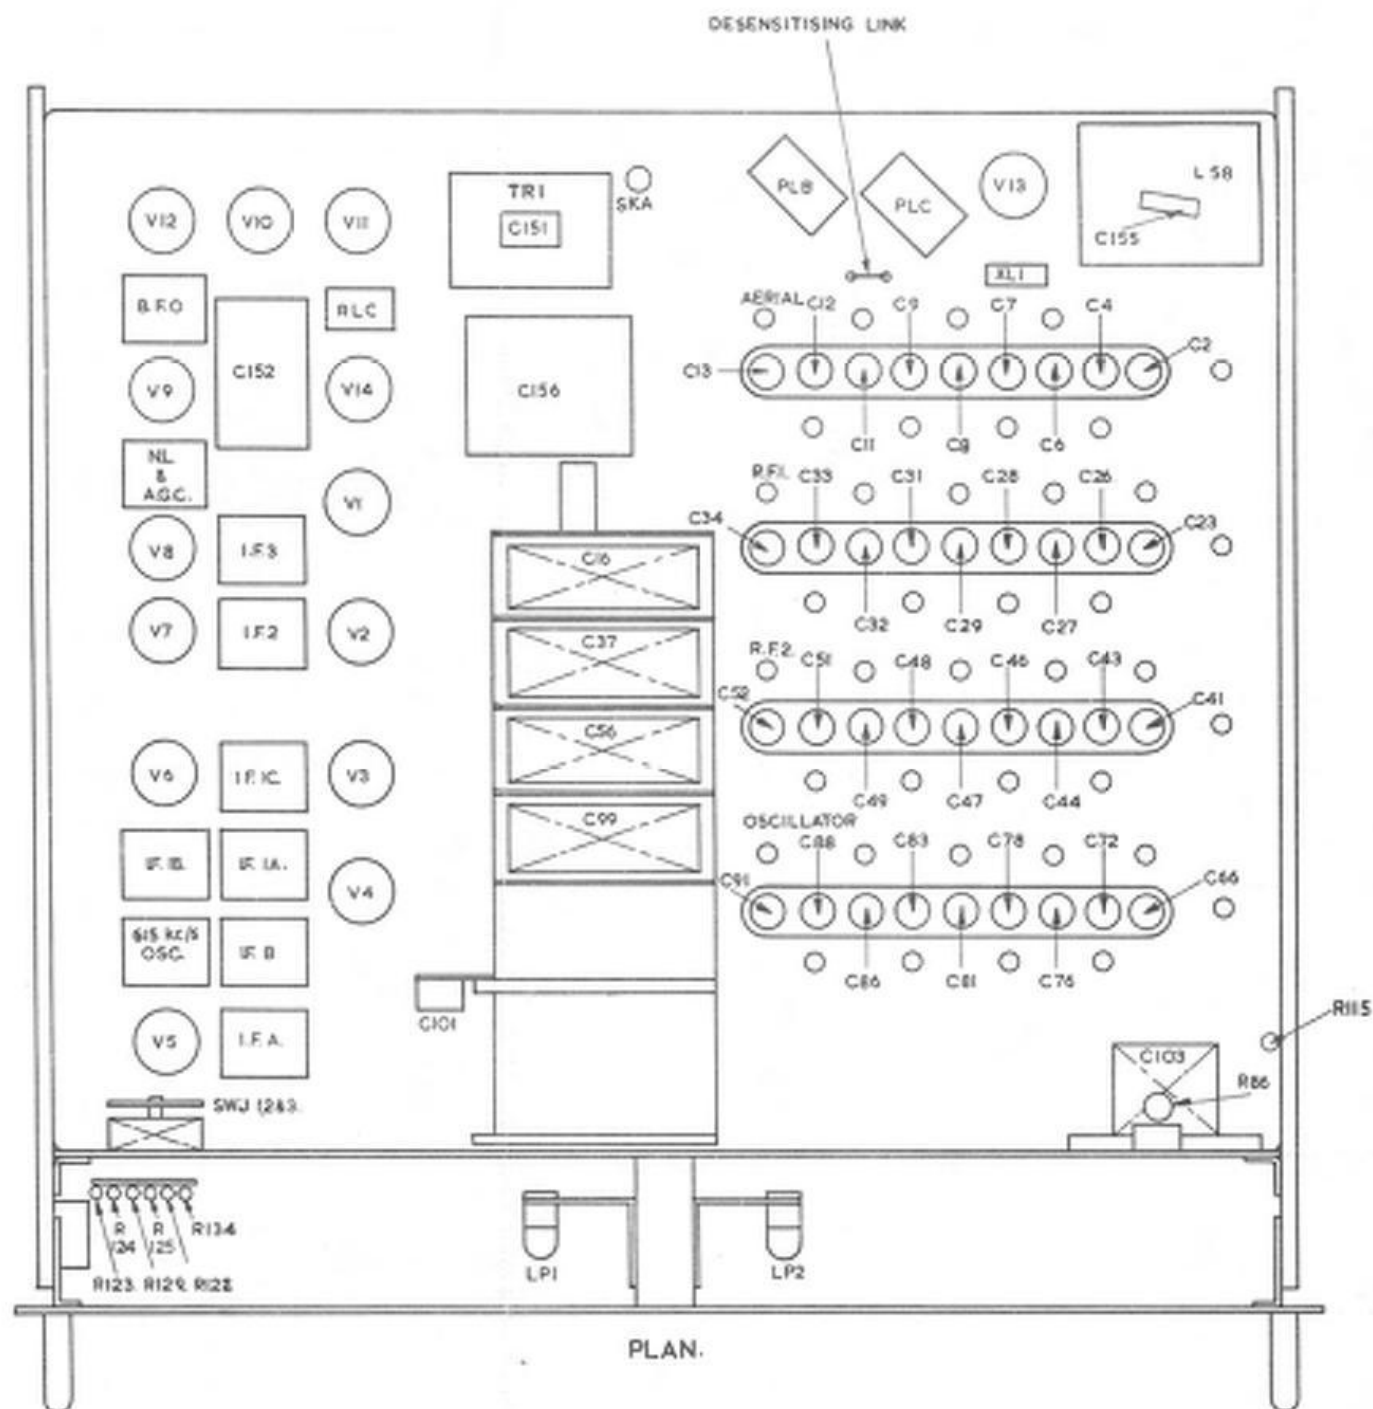 DESENSITISING LINK
PLB
PLC
V13
L58
C155
TR1
C151
SKA
V12
V10
V11
XL1
B.F.O
RLC
AERIAL
C12
C9
C7
C4
C2
C152
C156
C13
V9
V14
C11
C8
C6
N.L.
&
A.G.C.
V1
R.F.1.
C33
C31
C28
C26
C34
C23
V8
I.F.3
C16
C32
C29
C27
V7
I.F.2
V2
C37
R.F.2.
C51
C48
C46
C43
C52
C41
C56
V6
I.F. 1C.
V3
C49
C47
C44
C99
OSCILLATOR
C88
C83
C78
C72
I.F. 1B.
I.F. 1A.
V4
C91
C66
615 kc/s
OSC.
I.F. B
C86
C81
C76
C101
R115
V5
I.F. A.
C103
R86
SWJ 1,2&3.
R
124
R
125
R134
R123.
R129.
R128
LP1
LP2
PLAN.